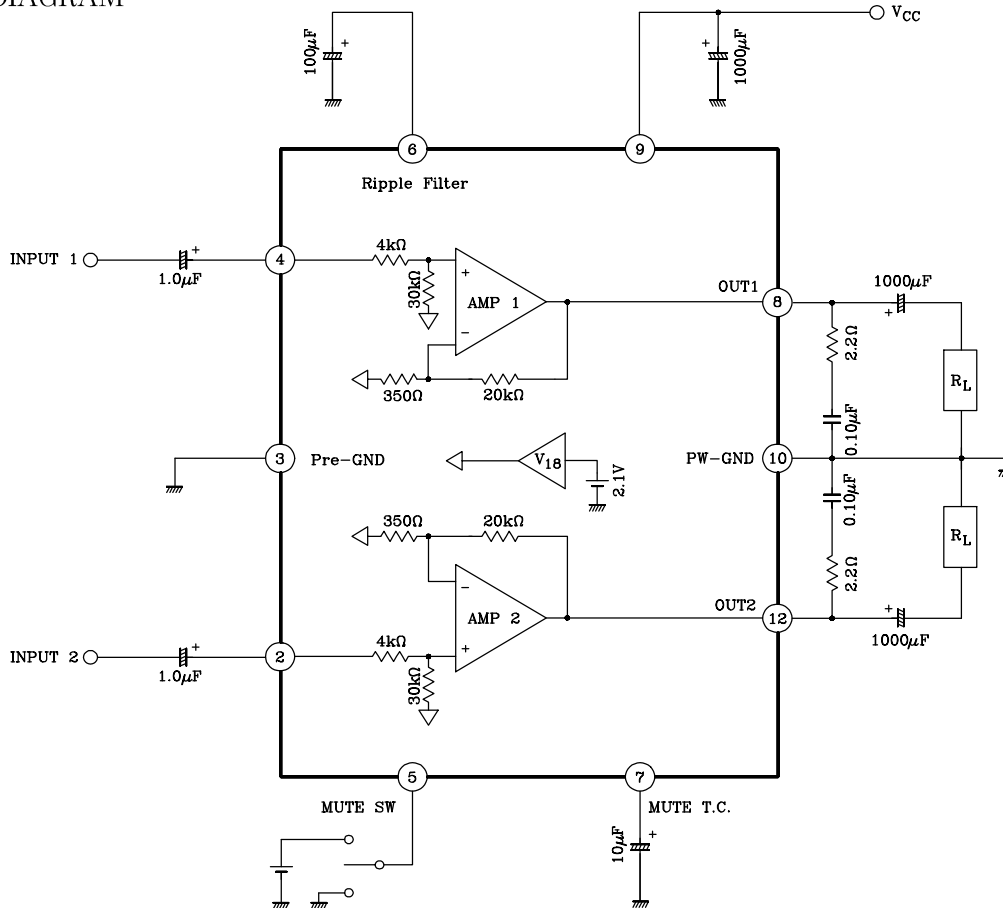 DIAGRAM
VCC
100μF
+
+
1000μF
6
9
Ripple Filter
INPUT 1
+
1.0μF
4
4kΩ
30kΩ
+
AMP 1
−
350Ω
20kΩ
OUT1
8
1000μF
+
2.2Ω
0.10μF
RL
3
Pre-GND
V18
2.1V
PW-GND
10
0.10μF
2.2Ω
RL
350Ω
20kΩ
−
AMP 2
+
OUT2
12
+
1000μF
INPUT 2
+
1.0μF
2
4kΩ
30kΩ
5
7
MUTE SW
MUTE T.C.
10μF
+